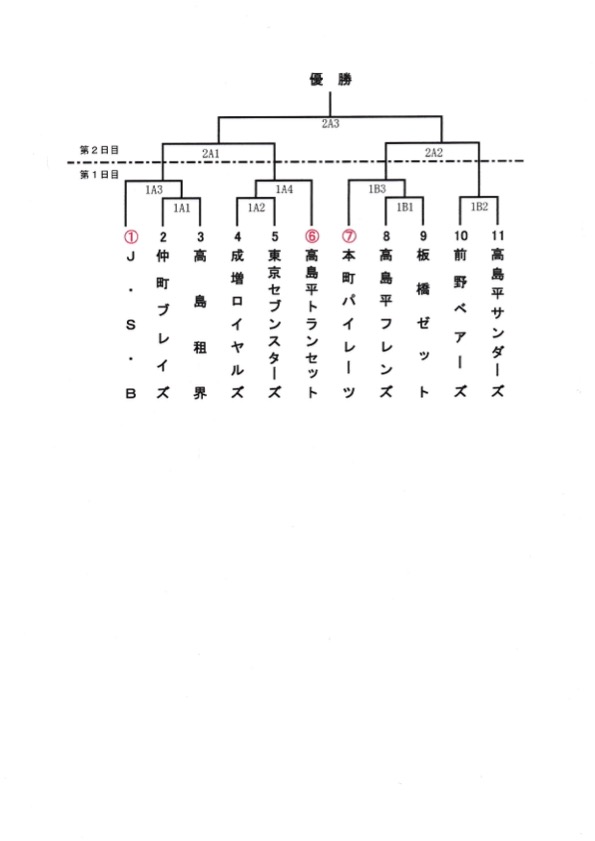 優　勝
2A3
第２日目
2A1
2A2
第１日目
1A3
1A4
1B3
1A1
1A2
1B1
1B2
①
2
3
4
5
⑥
⑦
8
9
10
11
Ｊ・Ｓ・Ｂ
仲町ブレイズ
高島租界
成増ロイヤルズ
東京セブンスターズ
高島平トランセット
本町パイレーツ
高島平フレンズ
板橋ゼット
前野ベアーズ
高島平サンダーズ